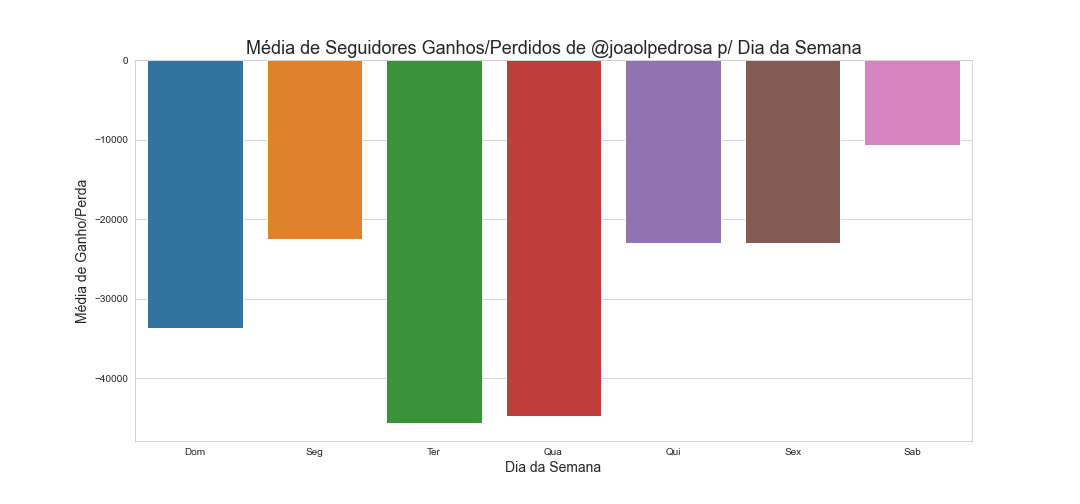 Média de Seguidores Ganhos/Perdidos de @joaolpedrosa p/ Dia da Semana
0
−10000
−20000
−30000
−40000
Média de Ganho/Perda
Dom Seg Ter Qua Qui Sex Sab
Dia da Semana